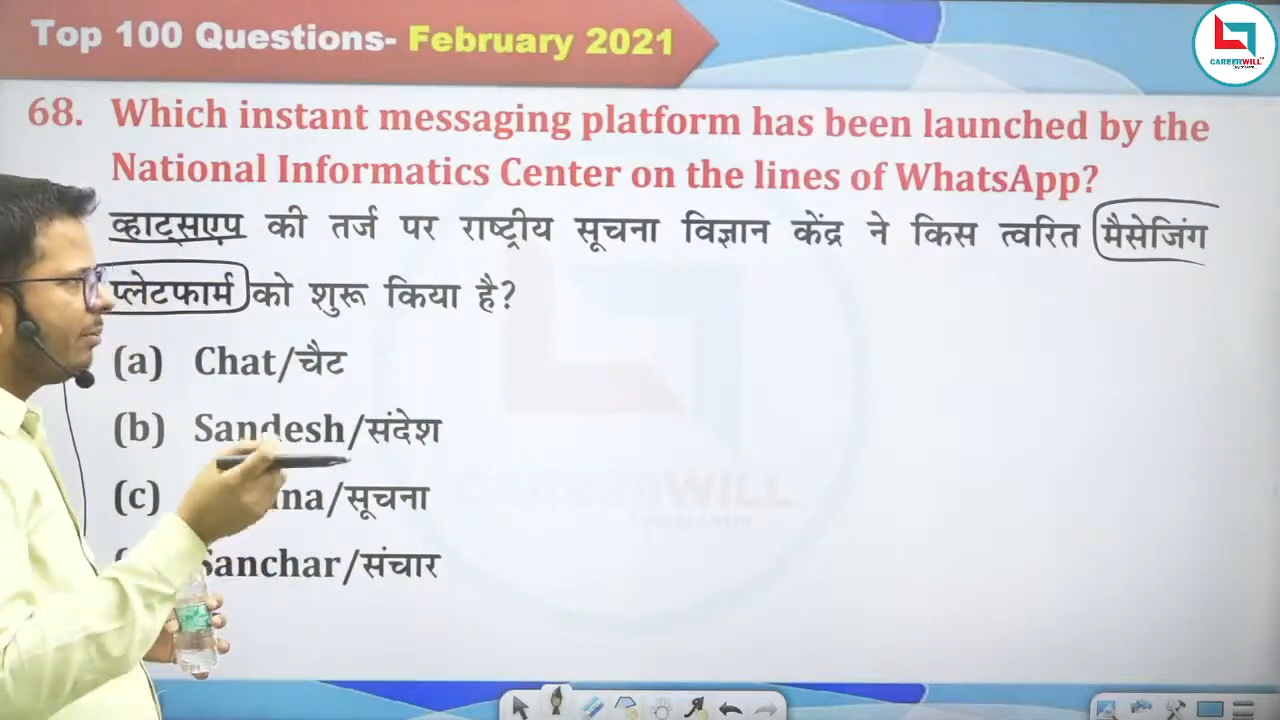 Top 100 Questions- February 2021
CAREERWILL
68. Which instant messaging platform has been launched by the
National Informatics Center on the lines of WhatsApp?
व्हाट्सएप की तर्ज पर राष्ट्रीय सूचना विज्ञान केंद्र ने किस त्वरित मैसेजिंग
प्लेटफार्म को शुरू किया है?
(a) Chat/चैट
(b) Sandesh/संदेश
(c) /सूचना
Sanchar/संचार
CAREERWILL